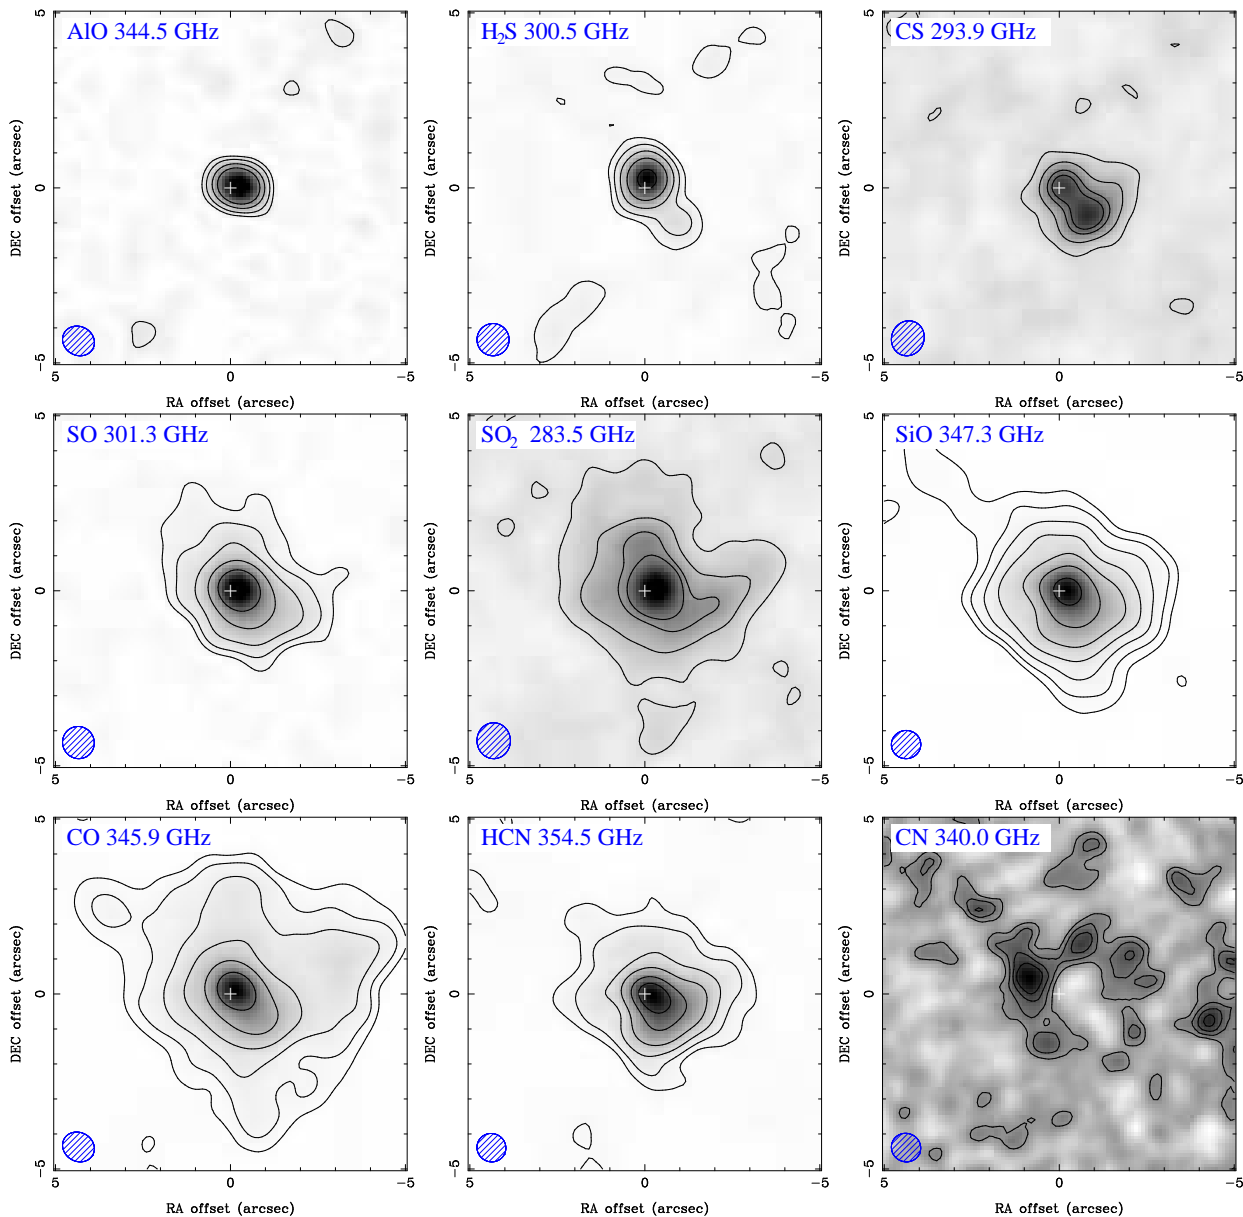 AlO 344.5 GHz
H₂S 300.5 GHz
CS 293.9 GHz
DEC offset (arcsec)
DEC offset (arcsec)
DEC offset (arcsec)
5
0
−5
5
0
−5
5
0
−5
5 0 −5
5 0 −5
5 0 −5
RA offset (arcsec)
RA offset (arcsec)
RA offset (arcsec)
SO 301.3 GHz
SO₂ 283.5 GHz
SiO 347.3 GHz
DEC offset (arcsec)
DEC offset (arcsec)
DEC offset (arcsec)
5
0
−5
5
0
−5
5
0
−5
5 0 −5
5 0 −5
5 0 −5
RA offset (arcsec)
RA offset (arcsec)
RA offset (arcsec)
CO 345.9 GHz
HCN 354.5 GHz
CN 340.0 GHz
DEC offset (arcsec)
DEC offset (arcsec)
DEC offset (arcsec)
5
0
−5
5
0
−5
5
0
−5
5 0 −5
5 0 −5
5 0 −5
RA offset (arcsec)
RA offset (arcsec)
RA offset (arcsec)